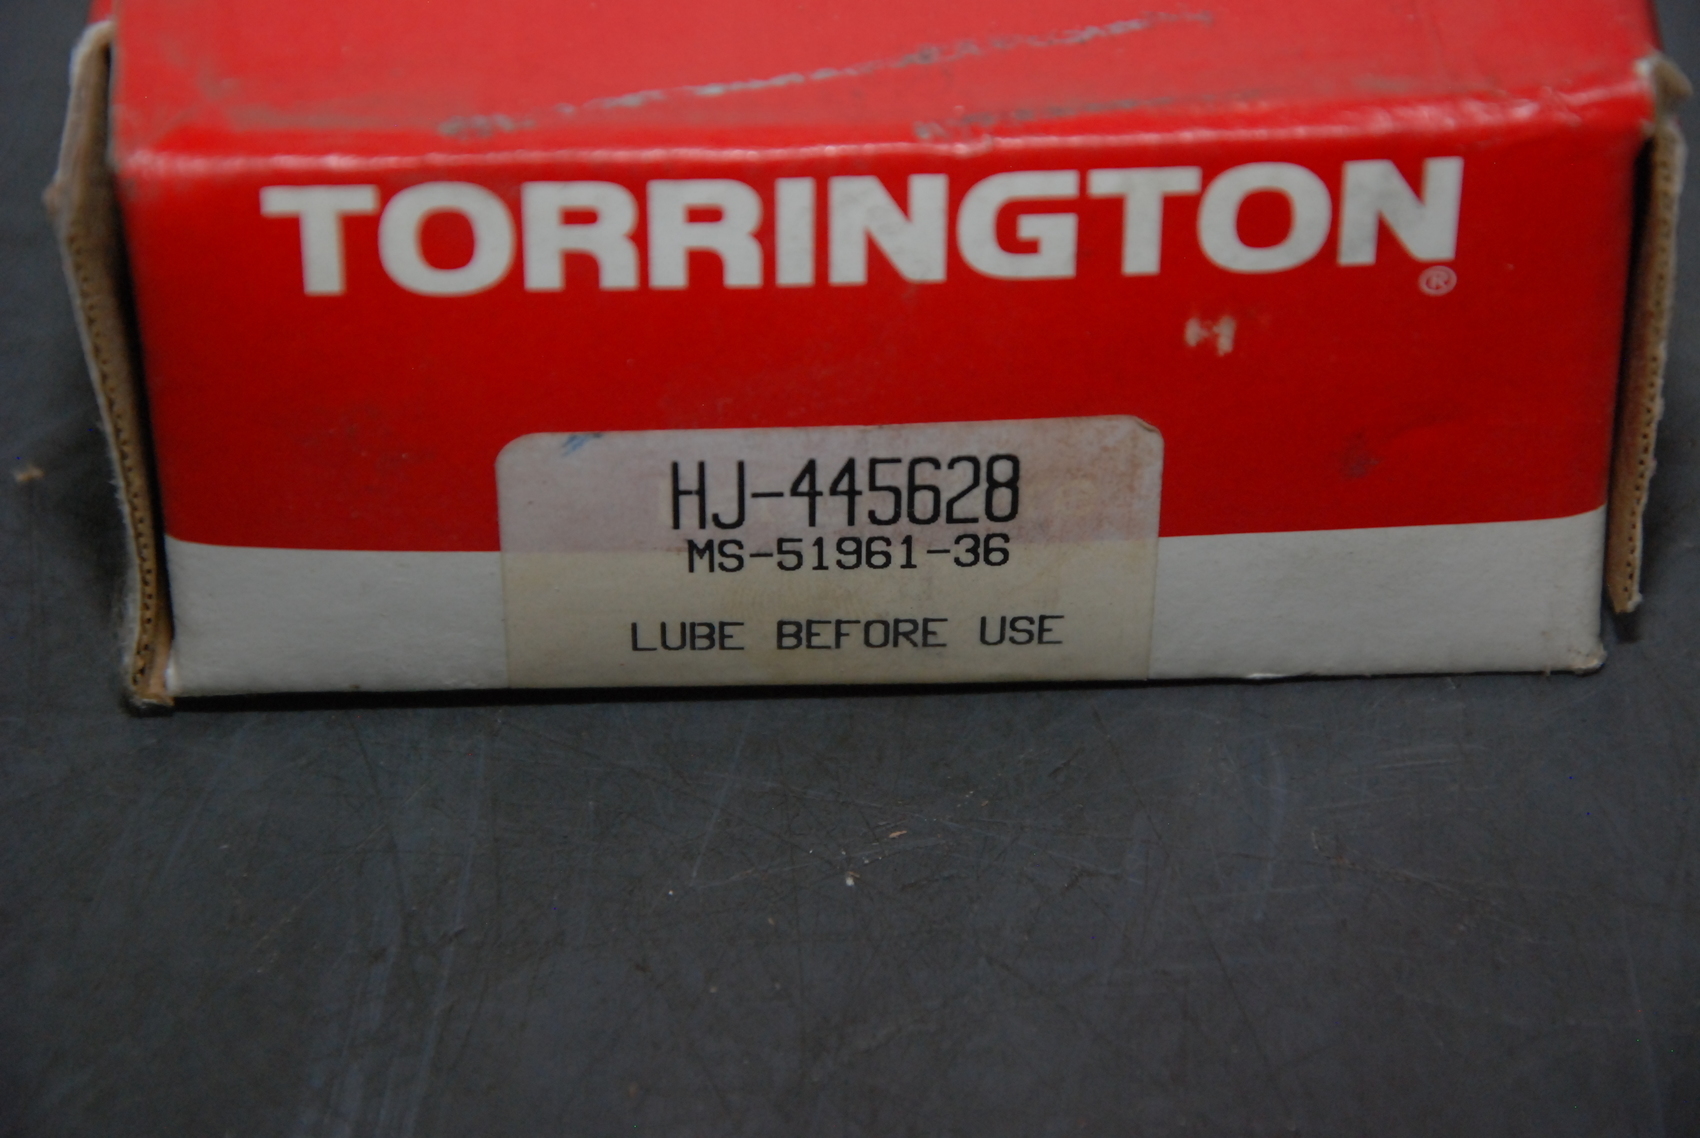 TORRINGTON®
HJ-445628
MS-51961-36
LUBE BEFORE USE